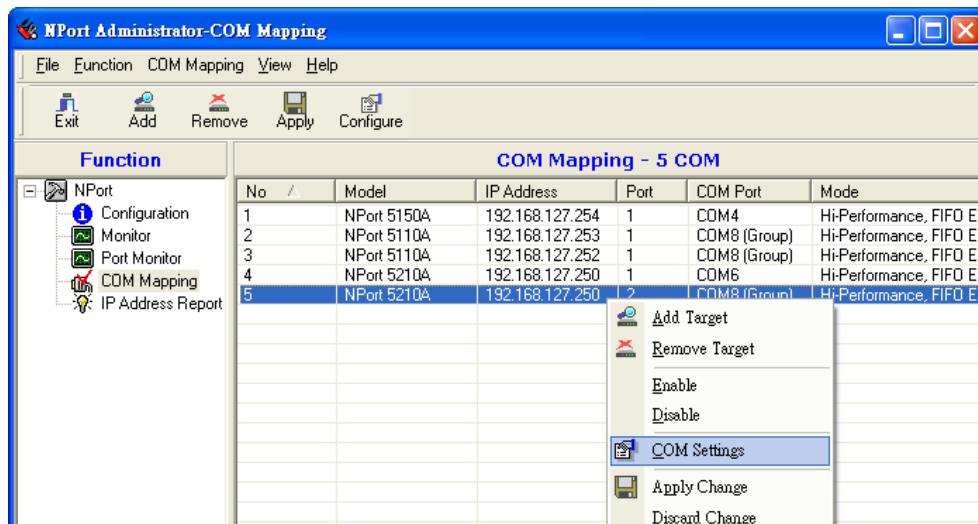 NPort Administrator-COM Mapping
File Function COM Mapping View Help
Exit Add Remove Apply Configure
Function
NPort
Configuration
Monitor
Port Monitor
COM Mapping
IP Address Report
COM Mapping - 5 COM
No Model IP Address Port COM Port Mode
1 NPort 5150A 192.168.127.254 1 COM4 Hi-Performance, FIFO E
2 NPort 5110A 192.168.127.253 1 COM8 (Group) Hi-Performance, FIFO E
3 NPort 5110A 192.168.127.252 1 COM8 (Group) Hi-Performance, FIFO E
4 NPort 5210A 192.168.127.250 1 COM6 Hi-Performance, FIFO E
5 NPort 5210A 192.168.127.250 2 COM8 (Group) Hi-Performance, FIFO E
Add Target
Remove Target
Enable
Disable
COM Settings
Apply Change
Discard Change